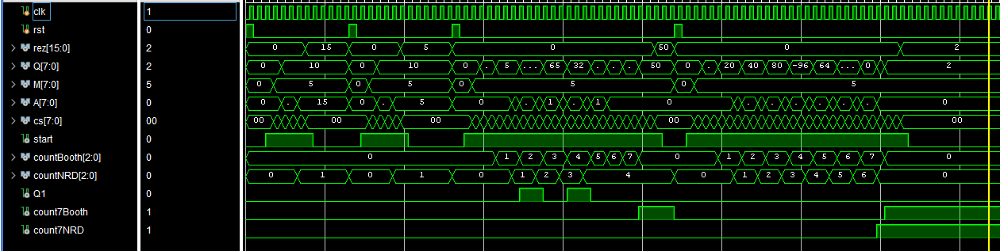 clk 1
rst 0
rez[15:0] 2 0 15 0 5 0 50 0 2
Q[7:0] 2 0 10 0 10 0 . 5 ... 65 32 . . . 50 0 . 20 40 80 -96 64 ... 0 2
M[7:0] 5 0 5 0 5 0 5 0 5
A[7:0] 0 0 . 15 0 . 5 0 . . 1 . 1 0 . . . . . . 0
cs[7:0] 00 00 00 00 00 00
start 0
countBooth[2:0] 0 0 1 2 3 4 5 6 7 0 1 2 3 4 5 6 7 0
countNRD[2:0] 0 0 1 0 1 0 1 2 3 4 0 1 2 3 4 5 6 0
Q1 0
count7Booth 1
count7NRD 1